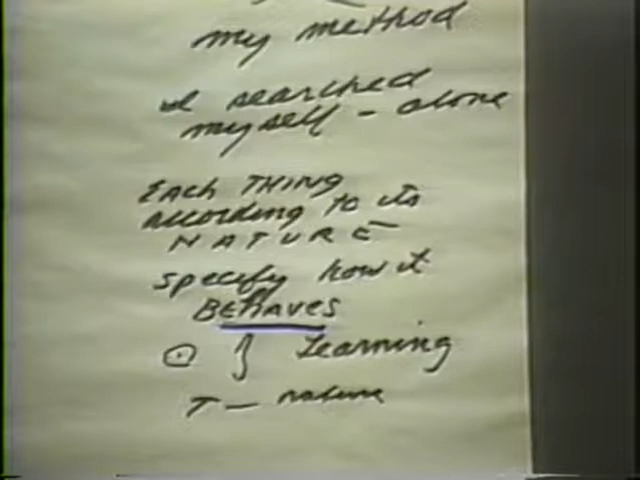 my method
I searched
myself - alone
EACH THING
according to its
NATURE
specify how it
BEHAVES
⊙ } Learning
T — nature